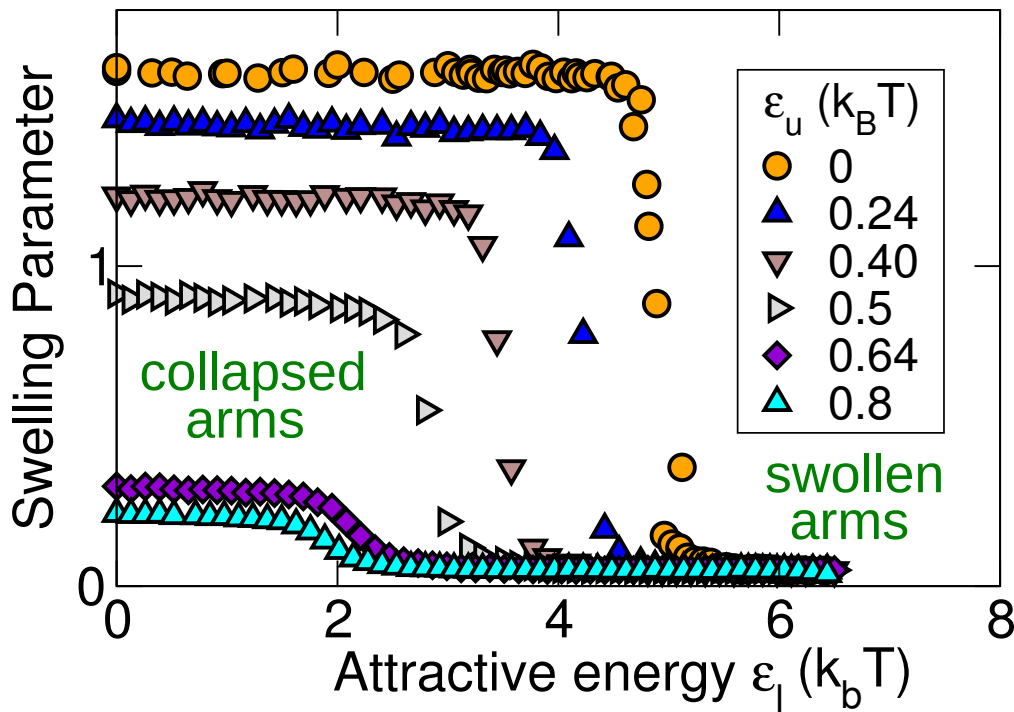 Swelling Parameter
1
0
0
2
4
6
8
Attractive energy ε_l (k_bT)
ε_u (k_BT)
0
0.24
0.40
0.5
0.64
0.8
collapsed
arms
swollen
arms